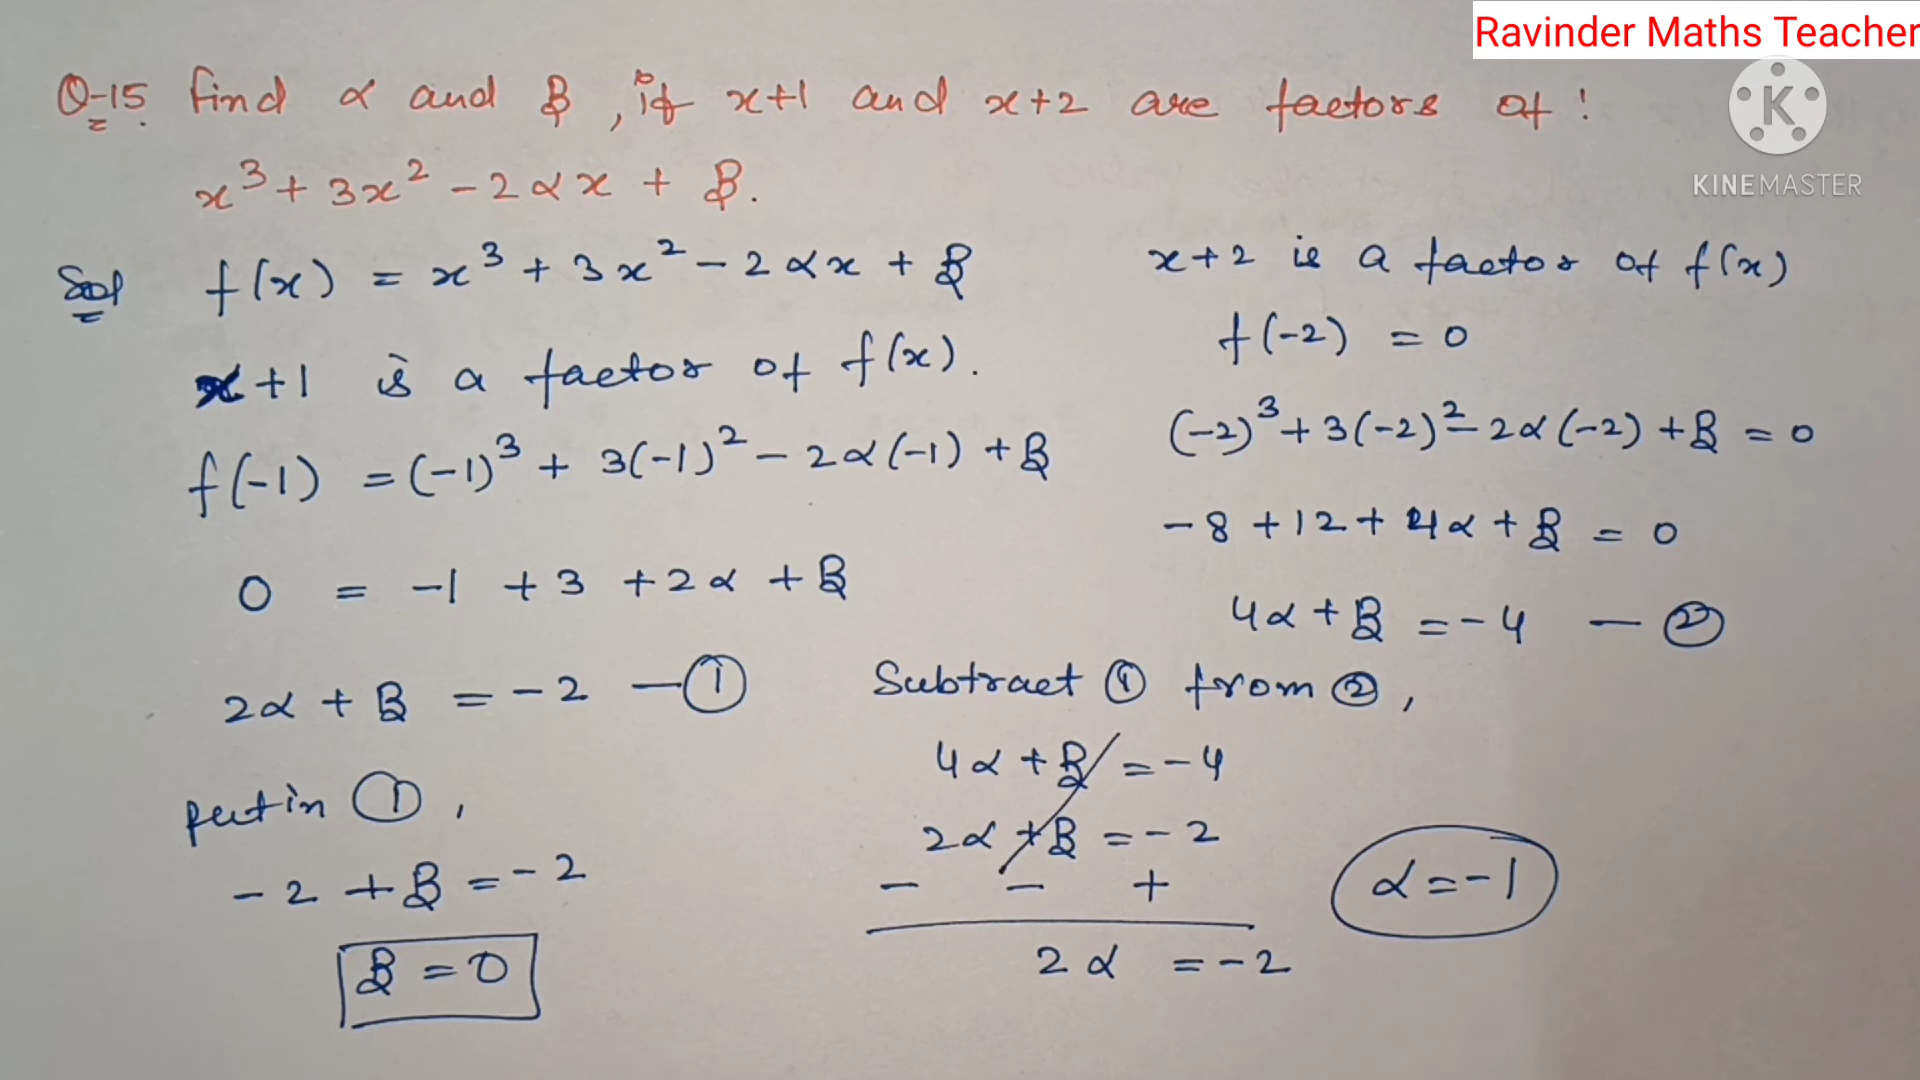 Ravinder Maths Teacher
KINEMASTER
Q-15. find α and β, if x+1 and x+2 are factors of:
x³ + 3x² - 2αx + β.
Sol f(x) = x³ + 3x² - 2αx + β
x+1 is a factor of f(x).
f(-1) = (-1)³ + 3(-1)² - 2α(-1) + β
0 = -1 + 3 + 2α + β
2α + β = -2 — ①
x+2 is a factor of f(x)
f(-2) = 0
(-2)³ + 3(-2)² - 2α(-2) + β = 0
-8 + 12 + 4α + β = 0
4α + β = -4 — ②
Subtract ① from ②,
4α + β = -4
2α + β = -2
- - +
2α = -2
α = -1
put in ①,
-2 + β = -2
β = 0